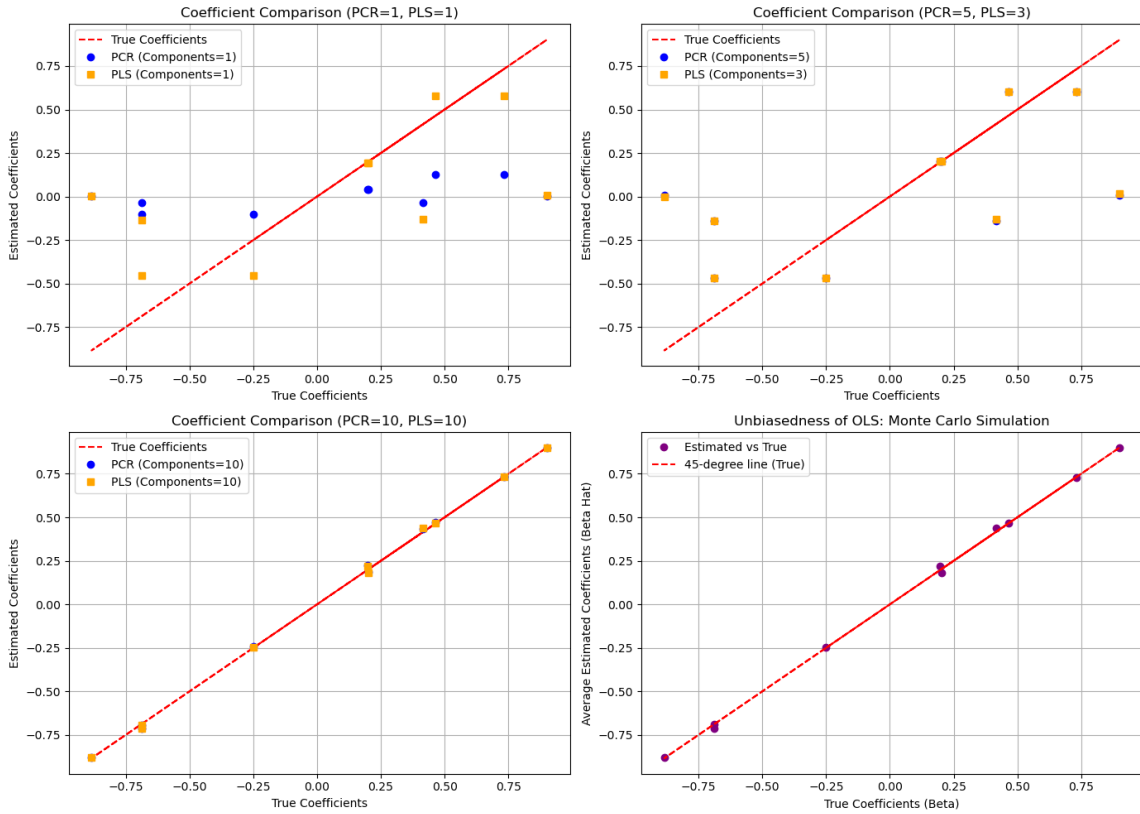 Coefficient Comparison (PCR=1, PLS=1)
True Coefficients
PCR (Components=1)
PLS (Components=1)
0.75
0.50
0.25
0.00
−0.25
−0.50
−0.75
Estimated Coefficients
−0.75
−0.50
−0.25
0.00
0.25
0.50
0.75
True Coefficients
Coefficient Comparison (PCR=5, PLS=3)
True Coefficients
PCR (Components=5)
PLS (Components=3)
0.75
0.50
0.25
0.00
−0.25
−0.50
−0.75
Estimated Coefficients
−0.75
−0.50
−0.25
0.00
0.25
0.50
0.75
True Coefficients
Coefficient Comparison (PCR=10, PLS=10)
True Coefficients
PCR (Components=10)
PLS (Components=10)
0.75
0.50
0.25
0.00
−0.25
−0.50
−0.75
Estimated Coefficients
−0.75
−0.50
−0.25
0.00
0.25
0.50
0.75
True Coefficients
Unbiasedness of OLS: Monte Carlo Simulation
Estimated vs True
45-degree line (True)
0.75
0.50
0.25
0.00
−0.25
−0.50
−0.75
Average Estimated Coefficients (Beta Hat)
−0.75
−0.50
−0.25
0.00
0.25
0.50
0.75
True Coefficients (Beta)